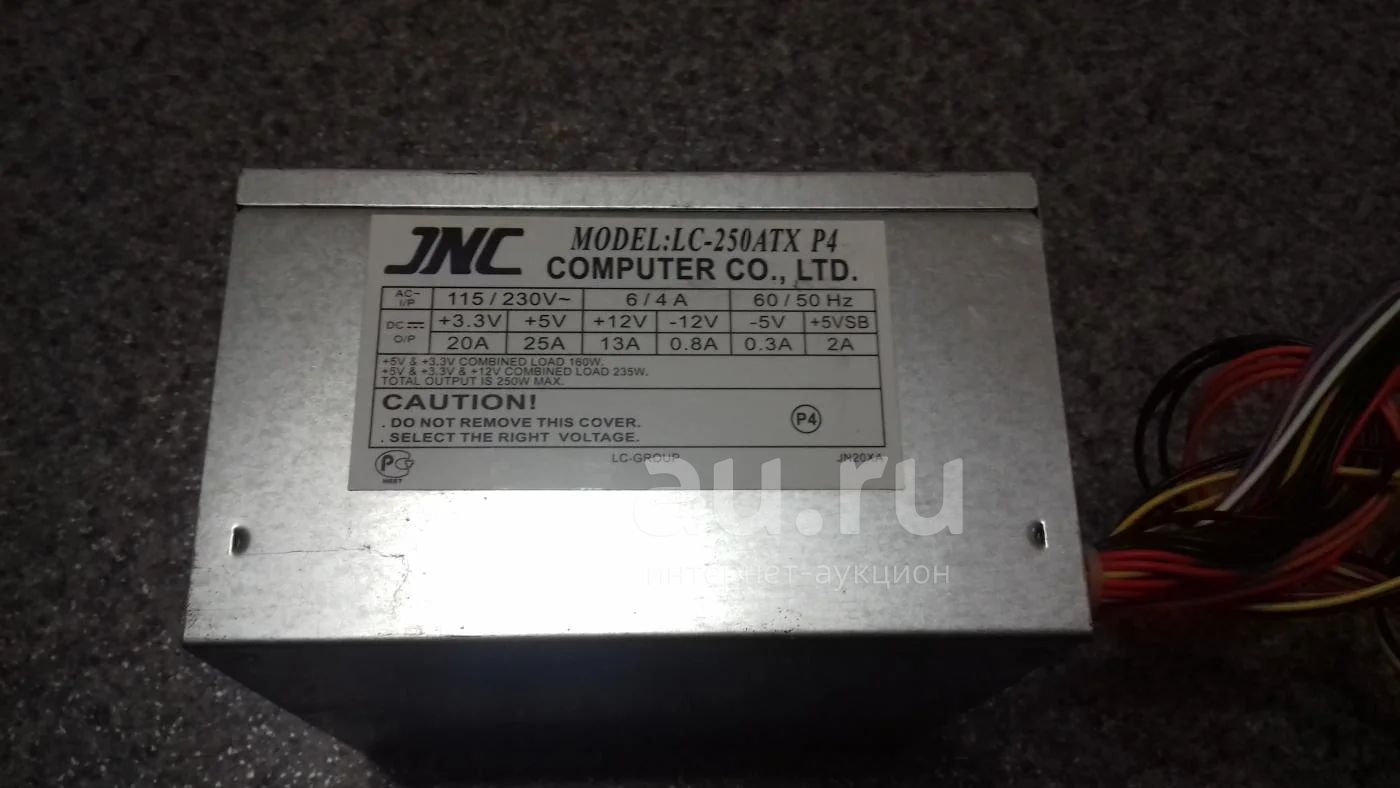 JNC MODEL:LC-250ATX P4
COMPUTER CO., LTD.
AC~ I/P 115/230V~ 6/4A 60/50Hz
DC O/P +3.3V +5V +12V -12V -5V +5VSB
20A 25A 13A 0.8A 0.3A 2A
+5V & +3.3V COMBINED LOAD 160W.
+5V & +3.3V & +12V COMBINED LOAD 235W.
TOTAL OUTPUT IS 250W MAX.
CAUTION!
. DO NOT REMOVE THIS COVER.
. SELECT THE RIGHT VOLTAGE.
P4
LC-GROUP JN20XA
au.ru
интернет-аукцион